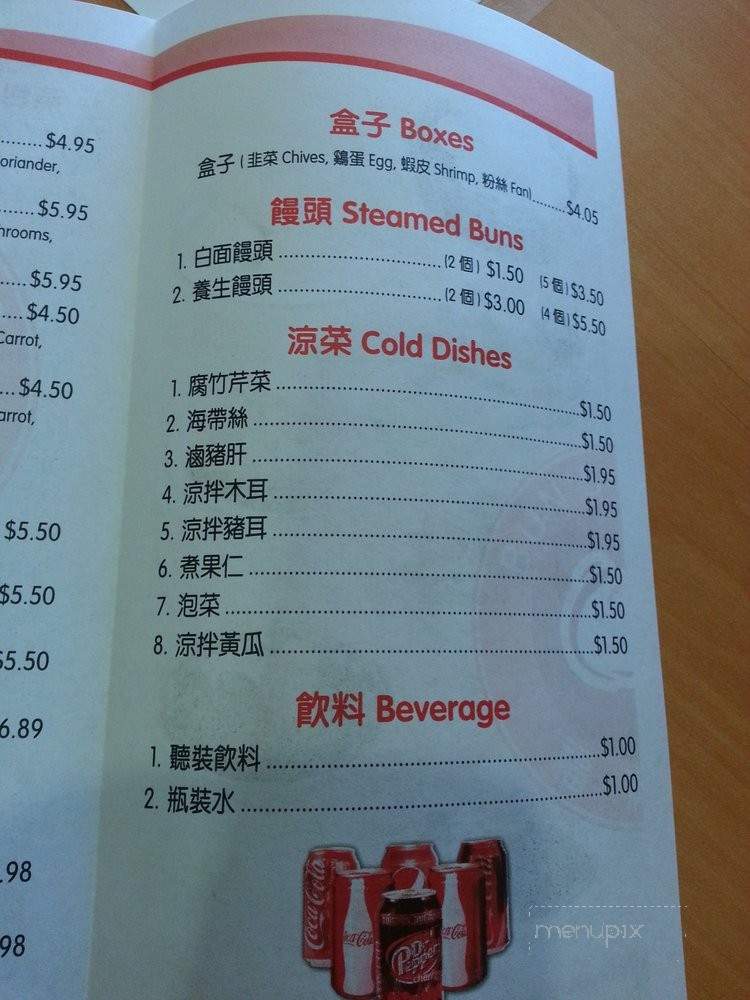 $4.95
oriander,
$5.95
hrooms,
$5.95
$4.50
Carrot,
$4.50
arrot,
$5.50
$5.50
$5.50
6.89
.98
98
盒子 Boxes
盒子 (韭菜 Chives, 鷄蛋 Egg, 蝦皮 Shrimp, 粉絲 Fan)..........$4.05
饅頭 Steamed Buns
1. 白面饅頭 ........................ (2 個) $1.50 (5 個) $3.50
2. 養生饅頭 ........................ (2 個) $3.00 (4 個) $5.50
涼菜 Cold Dishes
1. 腐竹芹菜 ........................ $1.50
2. 海帶絲 ........................ $1.50
3. 滷豬肝 ........................ $1.95
4. 涼拌木耳 ........................ $1.95
5. 涼拌豬耳 ........................ $1.95
6. 煮果仁 ........................ $1.50
7. 泡菜 ........................ $1.50
8. 涼拌黃瓜 ........................ $1.50
飲料 Beverage
1. 聽裝飲料 ........................ $1.00
2. 瓶裝水 ........................ $1.00
Coca-Cola
Coca-Cola
Coca-Cola
Dr Pepper
menupix